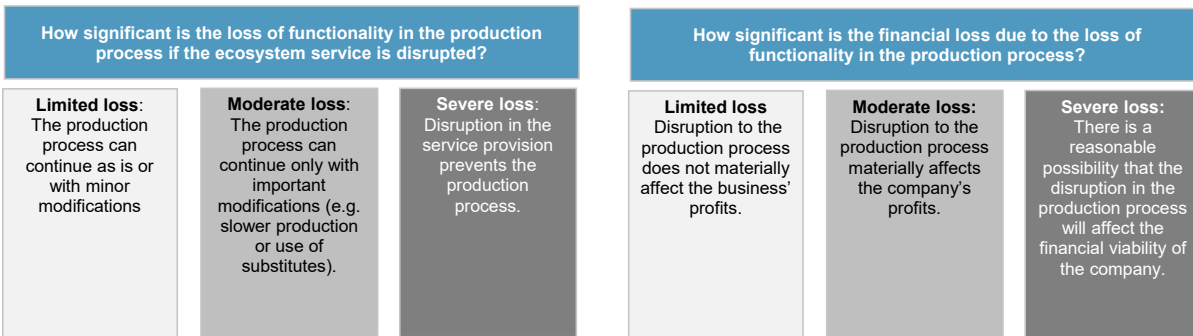 How significant is the loss of functionality in the production
process if the ecosystem service is disrupted?
Limited loss:
The production
process can
continue as is or
with minor
modifications
Moderate loss:
The production
process can
continue only with
important
modifications (e.g.
slower production
or use of
substitutes).
Severe loss:
Disruption in the
service provision
prevents the
production
process.
How significant is the financial loss due to the loss of
functionality in the production process?
Limited loss
Disruption to the
production process
does not materially
affect the business’
profits.
Moderate loss:
Disruption to the
production process
materially affects
the company’s
profits.
Severe loss:
There is a
reasonable
possibility that the
disruption in the
production process
will affect the
financial viability of
the company.